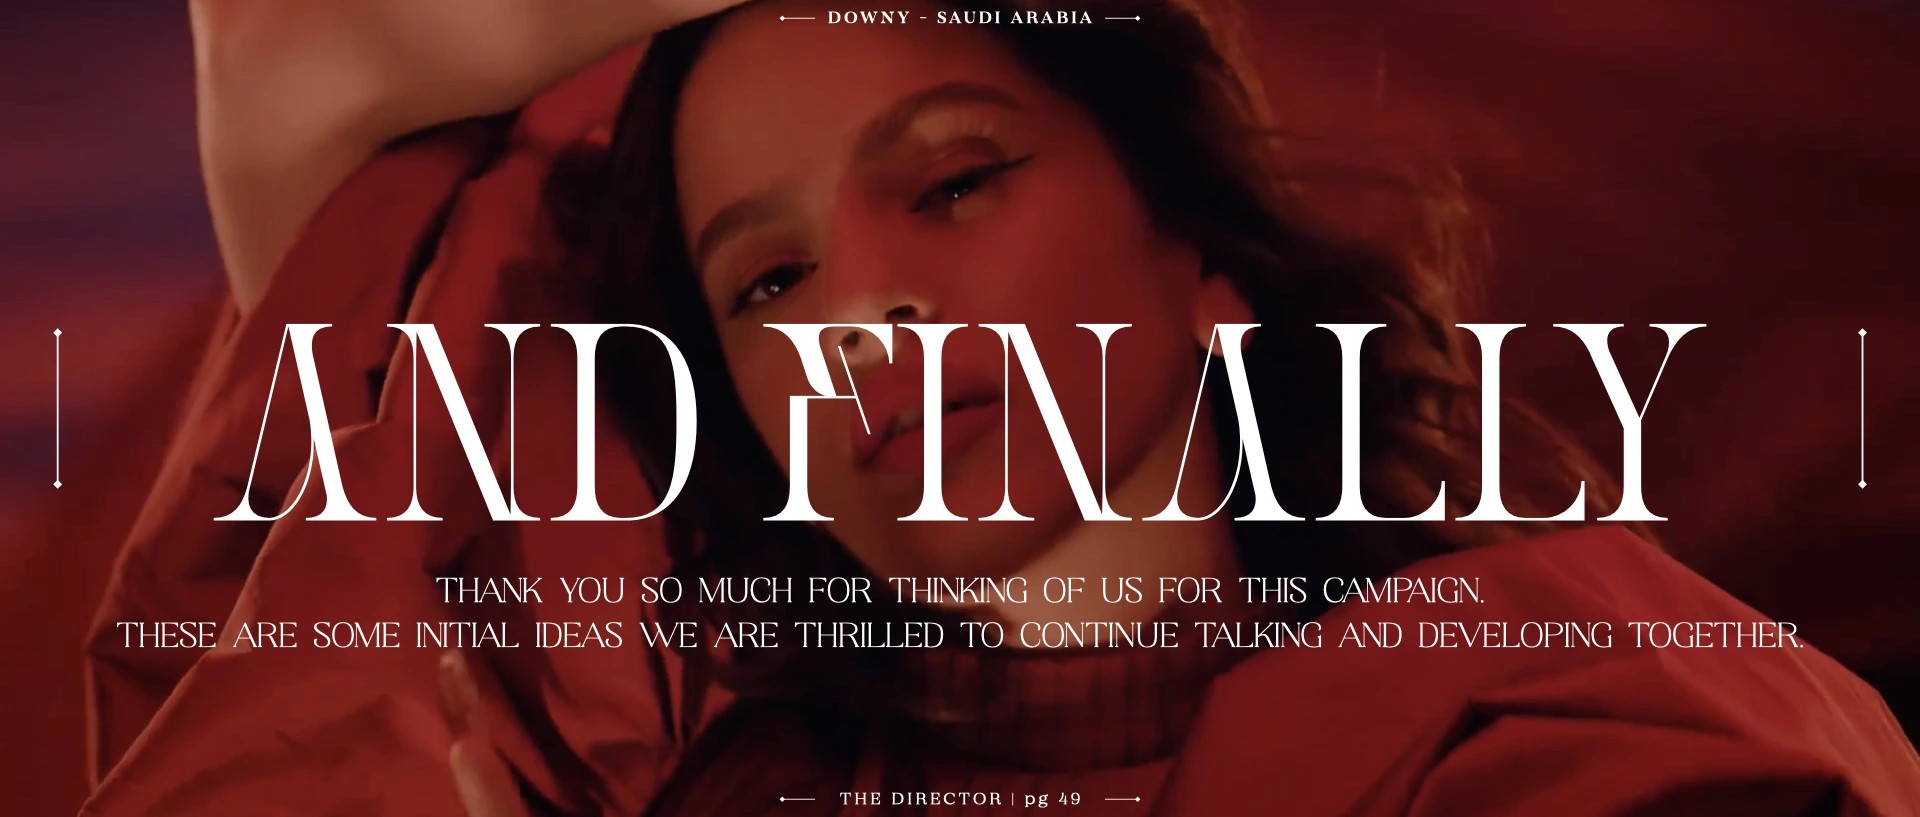 DOWNY - SAUDI ARABIA
AND FINALLY
THANK YOU SO MUCH FOR THINKING OF US FOR THIS CAMPAIGN.
THESE ARE SOME INITIAL IDEAS WE ARE THRILLED TO CONTINUE TALKING AND DEVELOPING TOGETHER.
THE DIRECTOR | pg 49